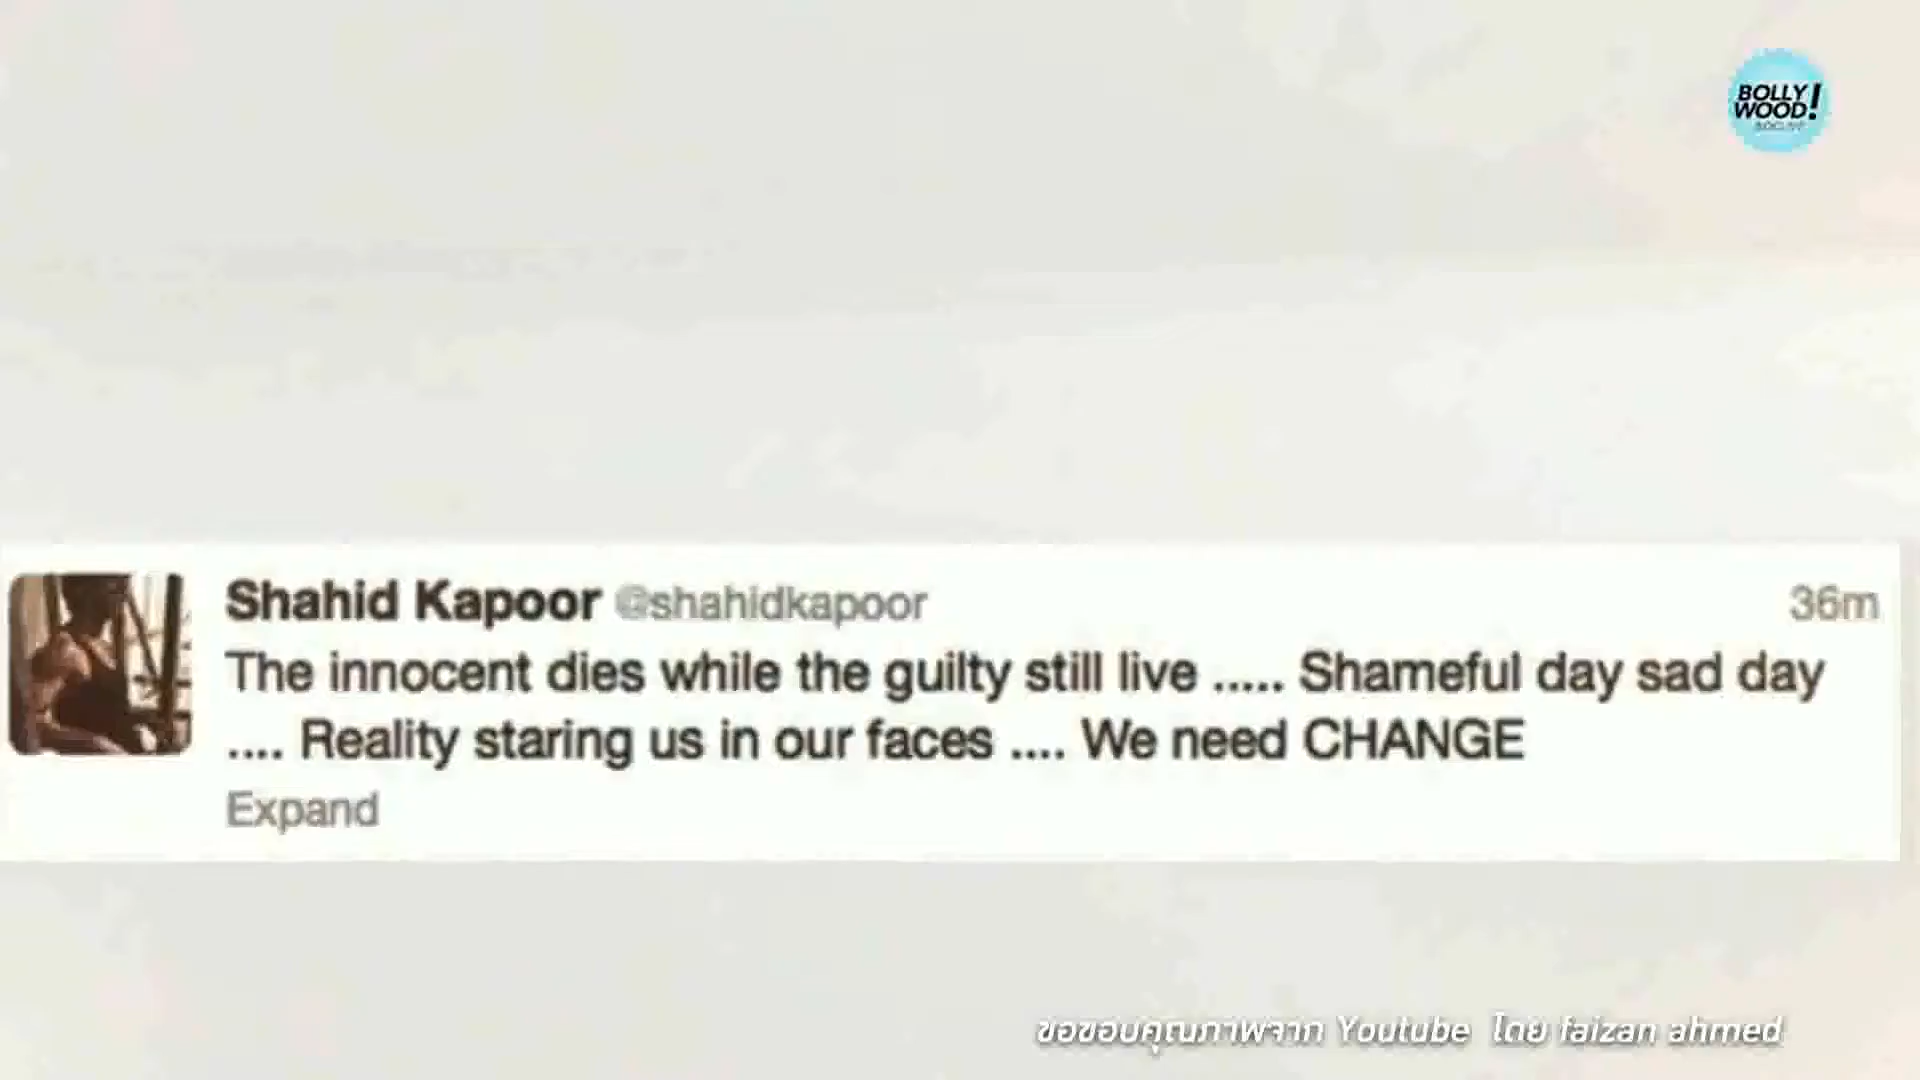 BOLLY
WOOD!
Shahid Kapoor @shahidkapoor 36m
The innocent dies while the guilty still live ..... Shameful day sad day
.... Reality staring us in our faces .... We need CHANGE
Expand
ขอขอบคุณภาพจาก Youtube โดย faizan ahmed